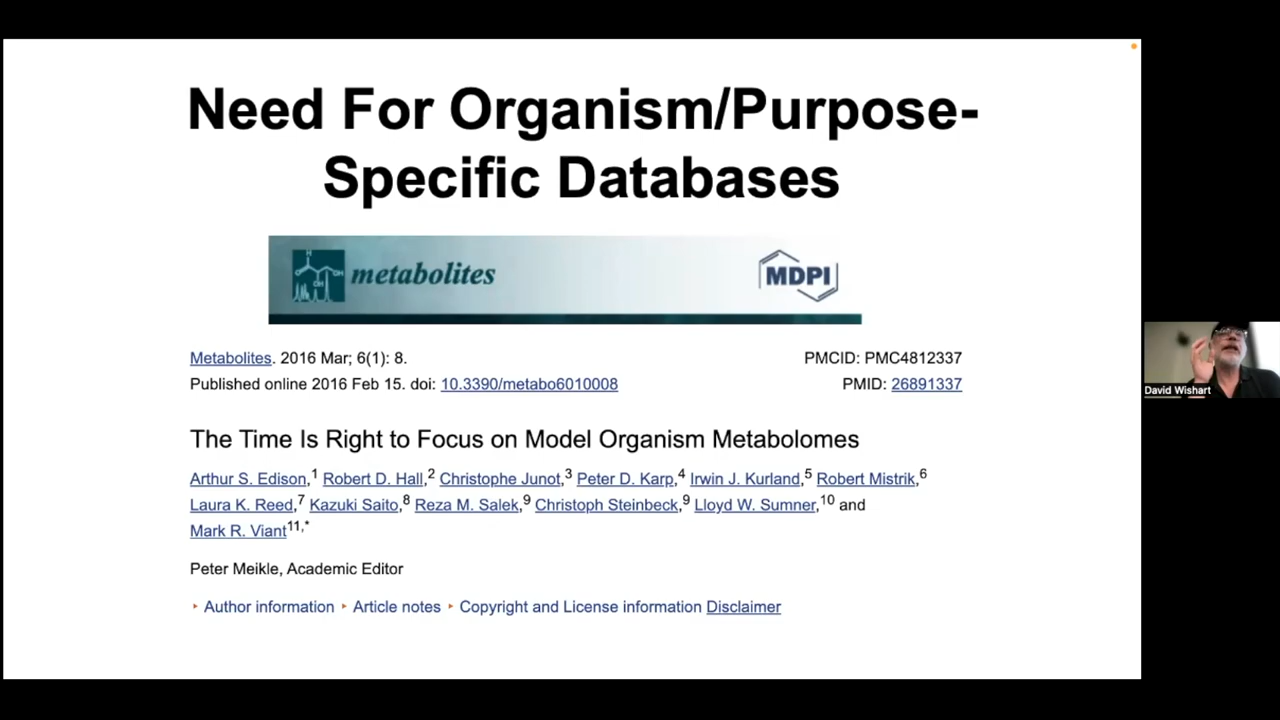 Need For Organism/Purpose-
Specific Databases
metabolites
MDPI
Metabolites. 2016 Mar; 6(1): 8.
PMCID: PMC4812337
Published online 2016 Feb 15. doi: 10.3390/metabo6010008
PMID: 26891337
The Time Is Right to Focus on Model Organism Metabolomes
Arthur S. Edison,1 Robert D. Hall,2 Christophe Junot,3 Peter D. Karp,4 Irwin J. Kurland,5 Robert Mistrik,6
Laura K. Reed,7 Kazuki Saito,8 Reza M. Salek,9 Christoph Steinbeck,9 Lloyd W. Sumner,10 and
Mark R. Viant11,*
Peter Meikle, Academic Editor
‣ Author information ‣ Article notes ‣ Copyright and License information Disclaimer
David Wishart